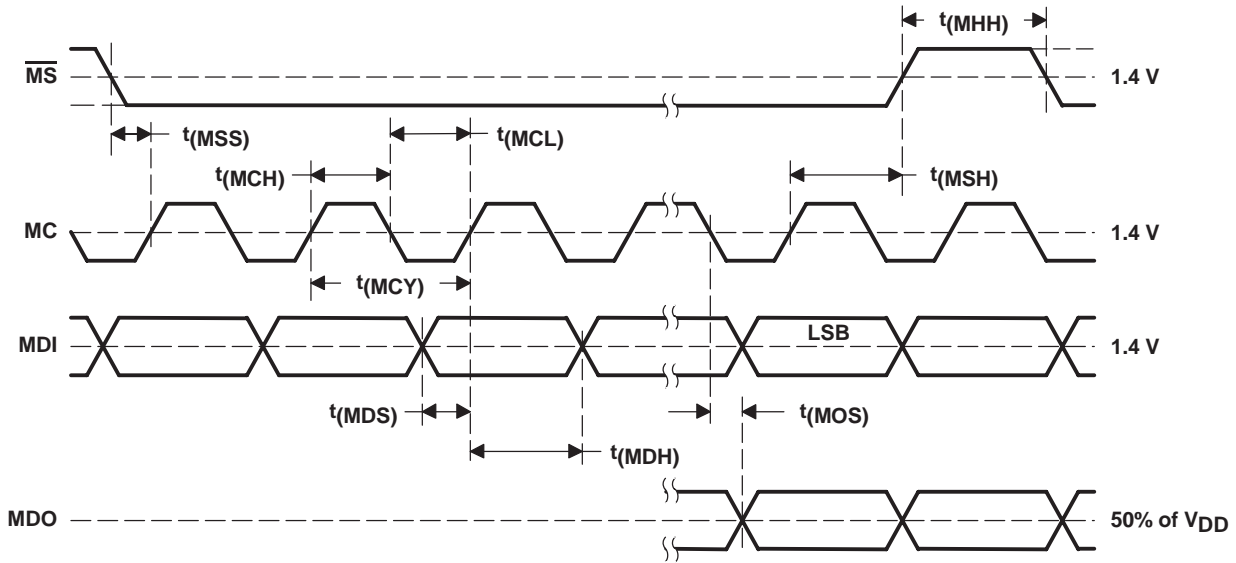 t(MHH)
MS
1.4 V
t(MSS)
t(MCL)
t(MCH)
t(MSH)
MC
1.4 V
t(MCY)
LSB
MDI
1.4 V
t(MDS)
t(MOS)
t(MDH)
MDO
50% of VDD